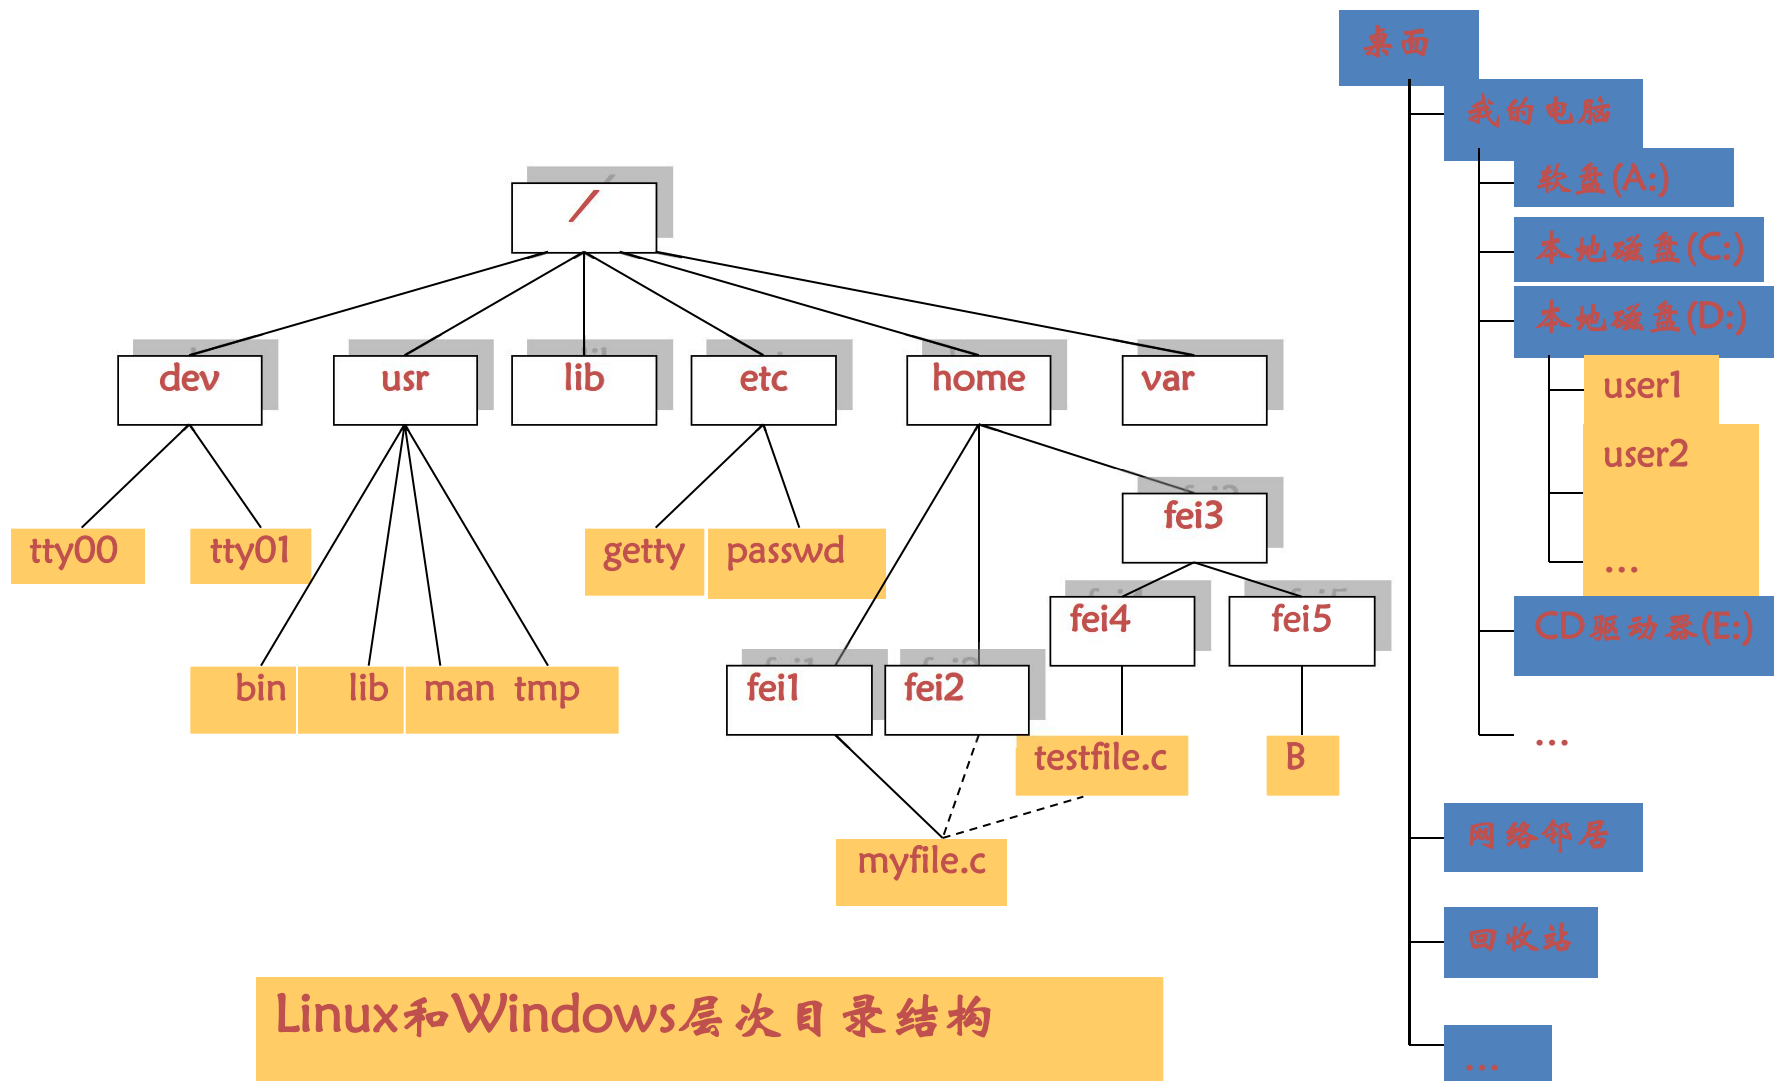 /
dev
usr
lib
etc
home
var
tty00
tty01
getty
passwd
fei3
fei4
fei5
bin
lib
man
tmp
fei1
fei2
testfile.c
B
myfile.c
Linux和Windows层次目录结构
桌面
我的电脑
软盘(A:)
本地磁盘(C:)
本地磁盘(D:)
user1
user2
...
CD驱动器(E:)
...
网络邻居
回收站
...